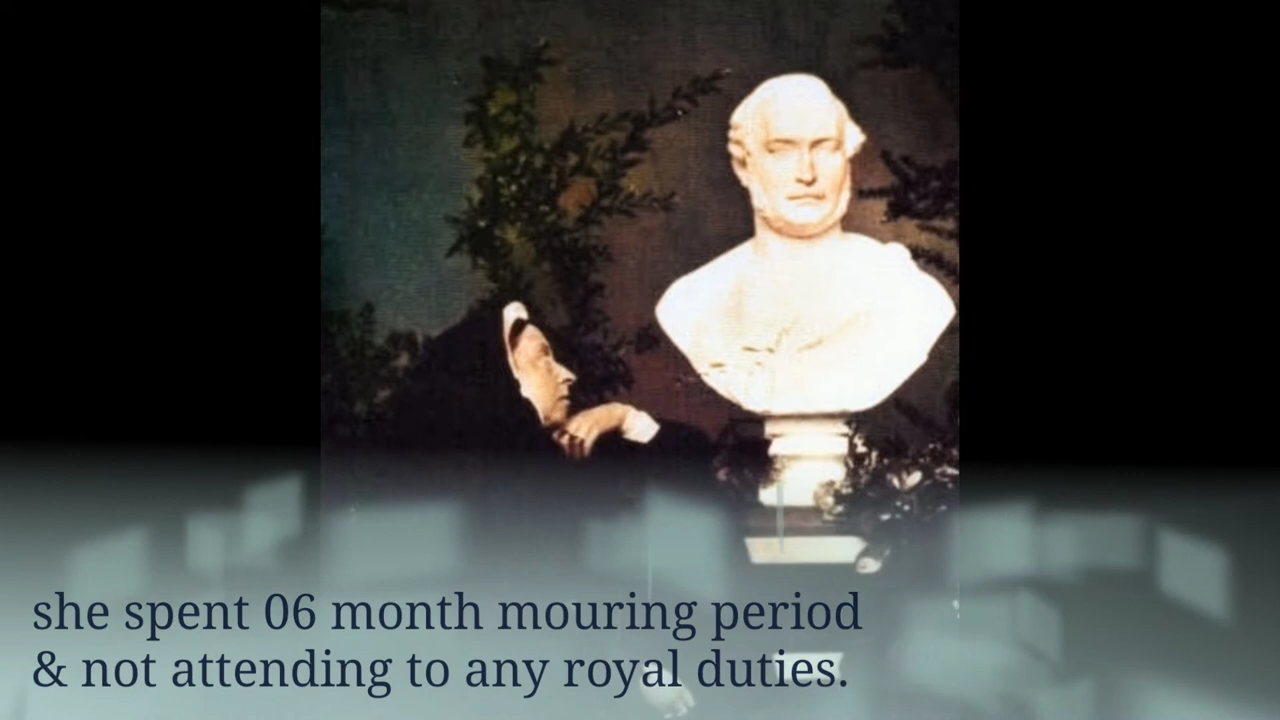 she spent 06 month mouring period
& not attending to any royal duties.